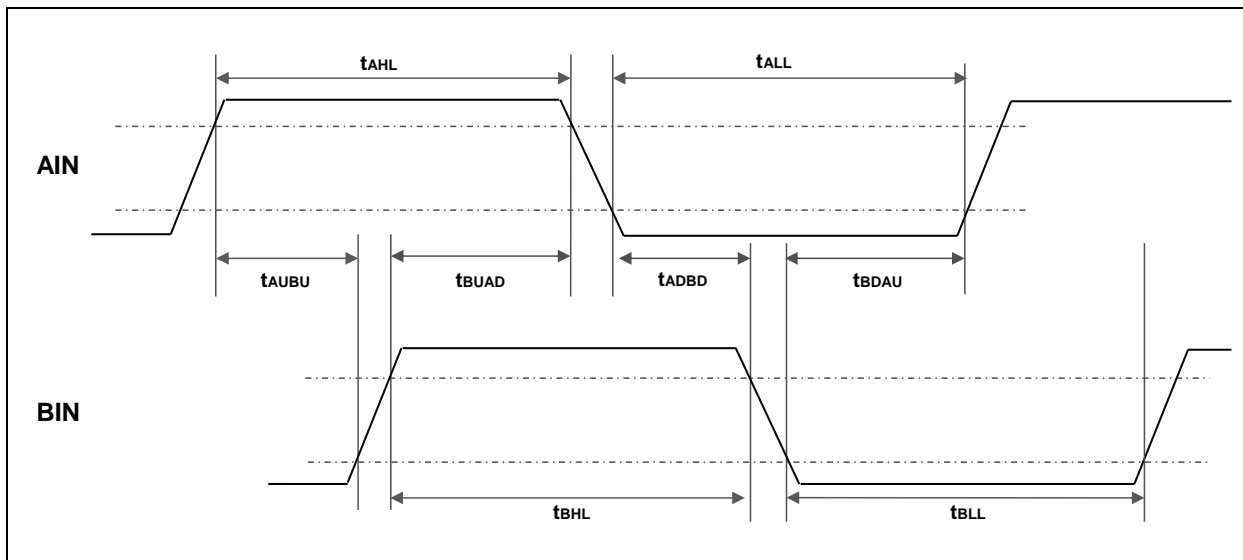 tAHL
tALL
AIN
tAUBU
tBUAD
tADBD
tBDAU
BIN
tBHL
tBLL